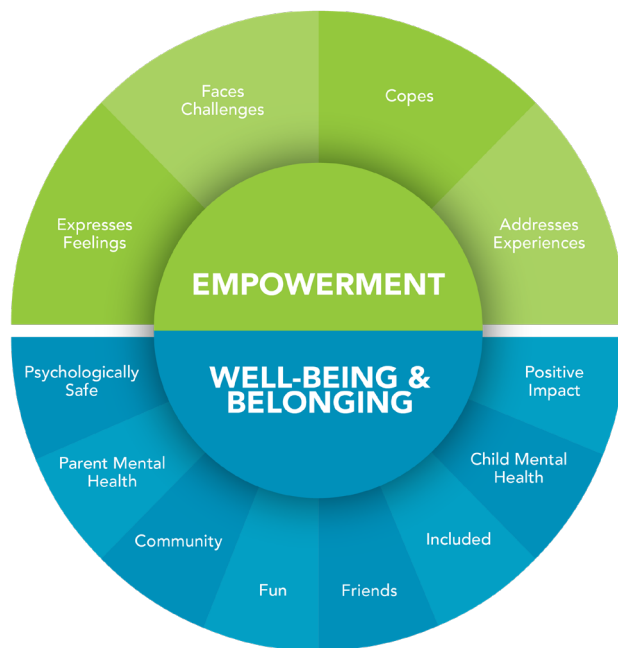 Faces
Challenges
Copes
Expresses
Feelings
Addresses
Experiences
EMPOWERMENT
WELL-BEING &
BELONGING
Psychologically
Safe
Positive
Impact
Parent Mental
Health
Child Mental
Health
Community
Included
Fun
Friends